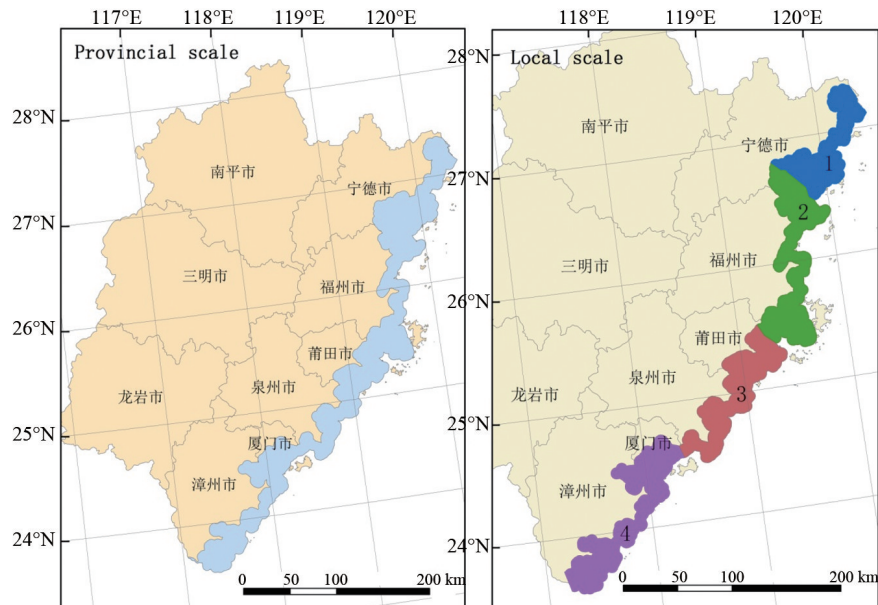 117°E 118°E 119°E 120°E
Provincial scale
28°N
27°N
26°N
25°N
24°N
南平市
宁德市
三明市
福州市
莆田市
龙岩市
泉州市
厦门市
漳州市
0 50 100 200 km
118°E 119°E 120°E
Local scale
28°N
27°N
26°N
25°N
24°N
南平市
宁德市
1
2
三明市
福州市
莆田市
龙岩市
泉州市
3
厦门市
漳州市
4
0 50 100 200 km